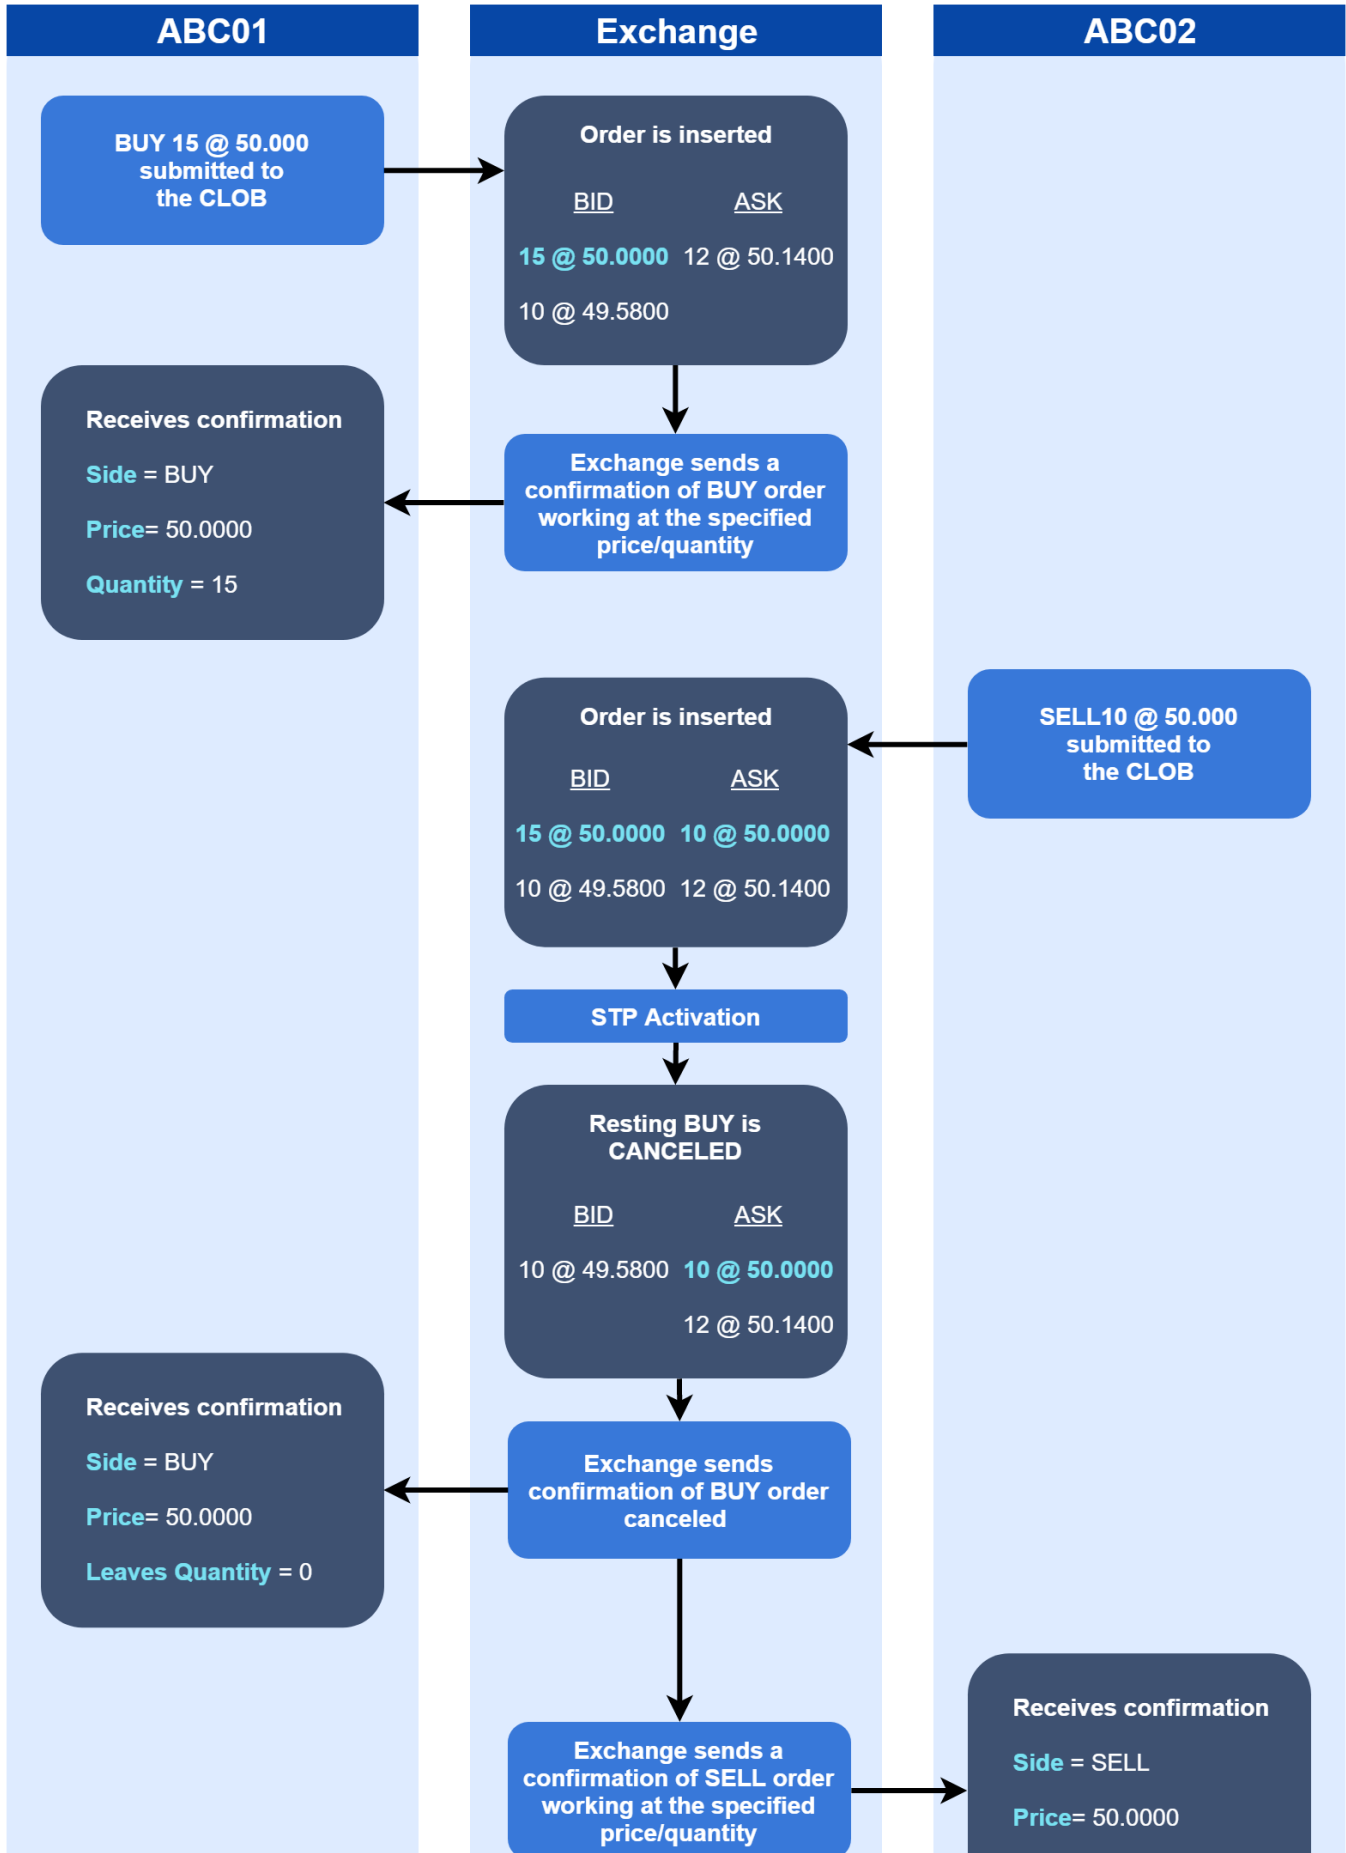 ABC01
Exchange
ABC02
BUY 15 @ 50.000
submitted to
the CLOB
Order is inserted
BID ASK
15 @ 50.0000 12 @ 50.1400
10 @ 49.5800
Receives confirmation
Side = BUY
Price= 50.0000
Quantity = 15
Exchange sends a
confirmation of BUY order
working at the specified
price/quantity
Order is inserted
BID ASK
15 @ 50.0000 10 @ 50.0000
10 @ 49.5800 12 @ 50.1400
SELL10 @ 50.000
submitted to
the CLOB
STP Activation
Resting BUY is
CANCELED
BID ASK
10 @ 49.5800 10 @ 50.0000
12 @ 50.1400
Receives confirmation
Side = BUY
Price= 50.0000
Leaves Quantity = 0
Exchange sends
confirmation of BUY order
canceled
Exchange sends a
confirmation of SELL order
working at the specified
price/quantity
Receives confirmation
Side = SELL
Price= 50.0000